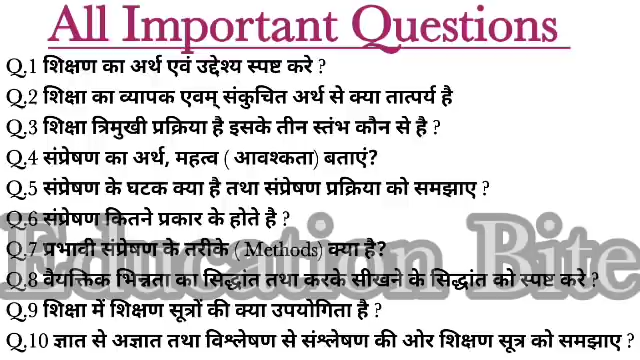 All Important Questions
Q.1 शिक्षण का अर्थ एवं उद्देश्य स्पष्ट करे ?
Q.2 शिक्षा का व्यापक एवम् संकुचित अर्थ से क्या तात्पर्य है
Q.3 शिक्षा त्रिमुखी प्रक्रिया है इसके तीन स्तंभ कौन से है ?
Q.4 संप्रेषण का अर्थ, महत्व ( आवश्कता) बताएं?
Q.5 संप्रेषण के घटक क्या है तथा संप्रेषण प्रक्रिया को समझाए ?
Q.6 संप्रेषण कितने प्रकार के होते है ?
Q.7 प्रभावी संप्रेषण के तरीके ( Methods) क्या है?
Education Bite
Q.8 वैयक्तिक भिन्नता का सिद्धांत तथा करके सीखने के सिद्धांत को स्पष्ट करे ?
Q.9 शिक्षा में शिक्षण सूत्रों की क्या उपयोगिता है ?
Q.10 ज्ञात से अज्ञात तथा विश्लेषण से संश्लेषण की ओर शिक्षण सूत्र को समझाए ?